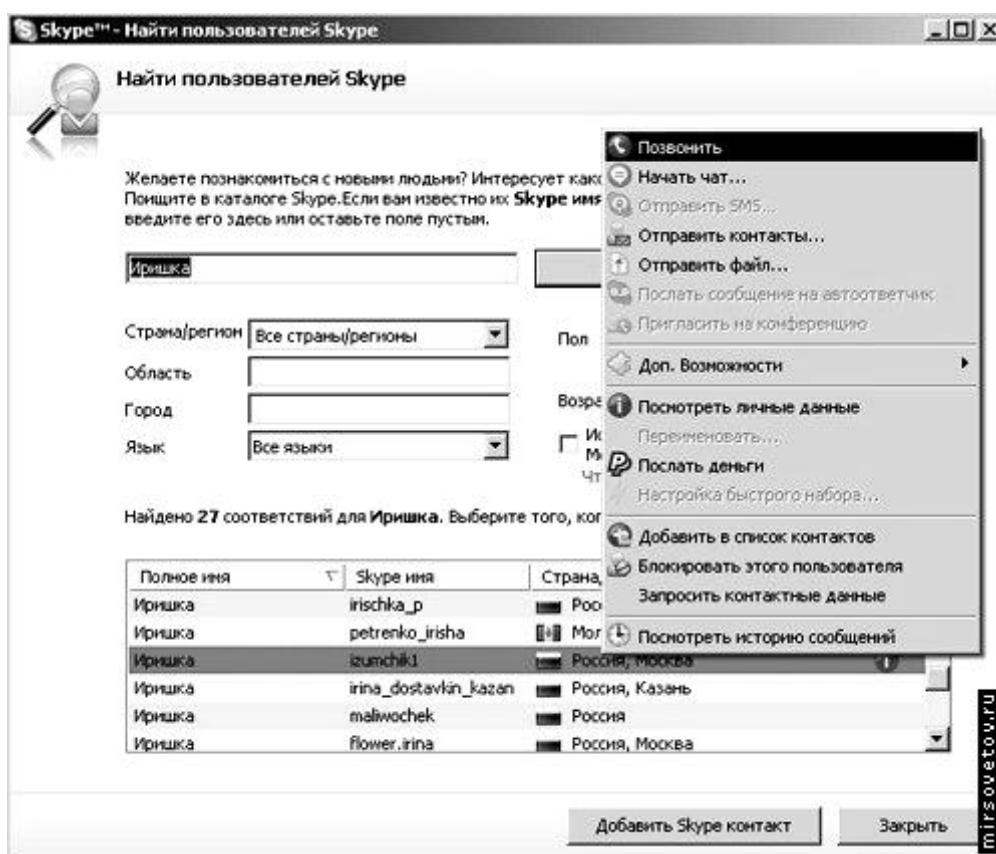 Skype™ - Найти пользователей Skype
Найти пользователей Skype
Желаете познакомиться с новыми людьми? Интересует
Поищите в каталоге Skype.Если вам известно их Skype имя
введите его здесь или оставьте поле пустым.
Иришка
Страна/регион Все страны/регионы
Пол
Область
Город
Язык Все языки
Найдено 27 соответствий для Иришка. Выберите того,
Полное имя Skype имя Страна,
Иришка irischka_p
Иришка petrenko_irisha
Иришка izumchik1 Россия, Москва
Иришка irina_dostavkin_kazan Россия, Казань
Иришка maliwochek Россия
Иришка flower.irina Россия, Москва
Добавить Skype контакт Закрыть
Позвонить
Начать чат...
Отправить SMS...
Отправить контакты...
Отправить файл...
Послать сообщение на автоответчик
Пригласить на конференцию
Доп. Возможности
Посмотреть личные данные
Переименовать...
Послать деньги
Настройка быстрого набора...
Добавить в список контактов
Блокировать этого пользователя
Запросить контактные данные
Посмотреть историю сообщений
mirsovetov.ru